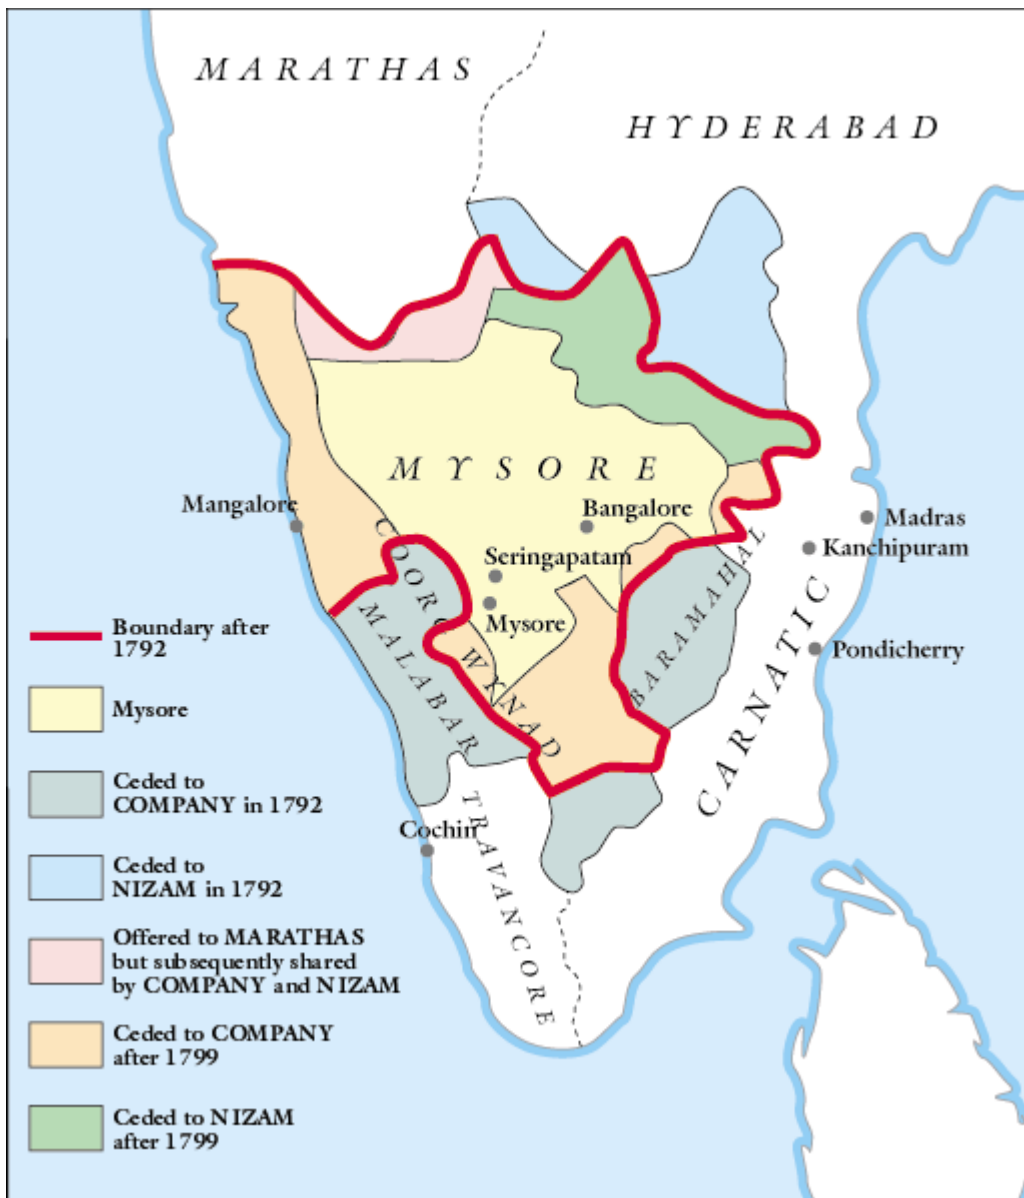 MARATHAS
HYDERABAD
MYSORE
Mangalore
Bangalore
Madras
Kanchipuram
COORG
Seringapatam
Mysore
BARAMAHAL
MALABAR
WYNAD
Pondicherry
CARNATIC
Cochin
TRAVANCORE
Boundary after
1792
Mysore
Ceded to
COMPANY in 1792
Ceded to
NIZAM in 1792
Offered to MARATHAS
but subsequently shared
by COMPANY and NIZAM
Ceded to COMPANY
after 1799
Ceded to NIZAM
after 1799